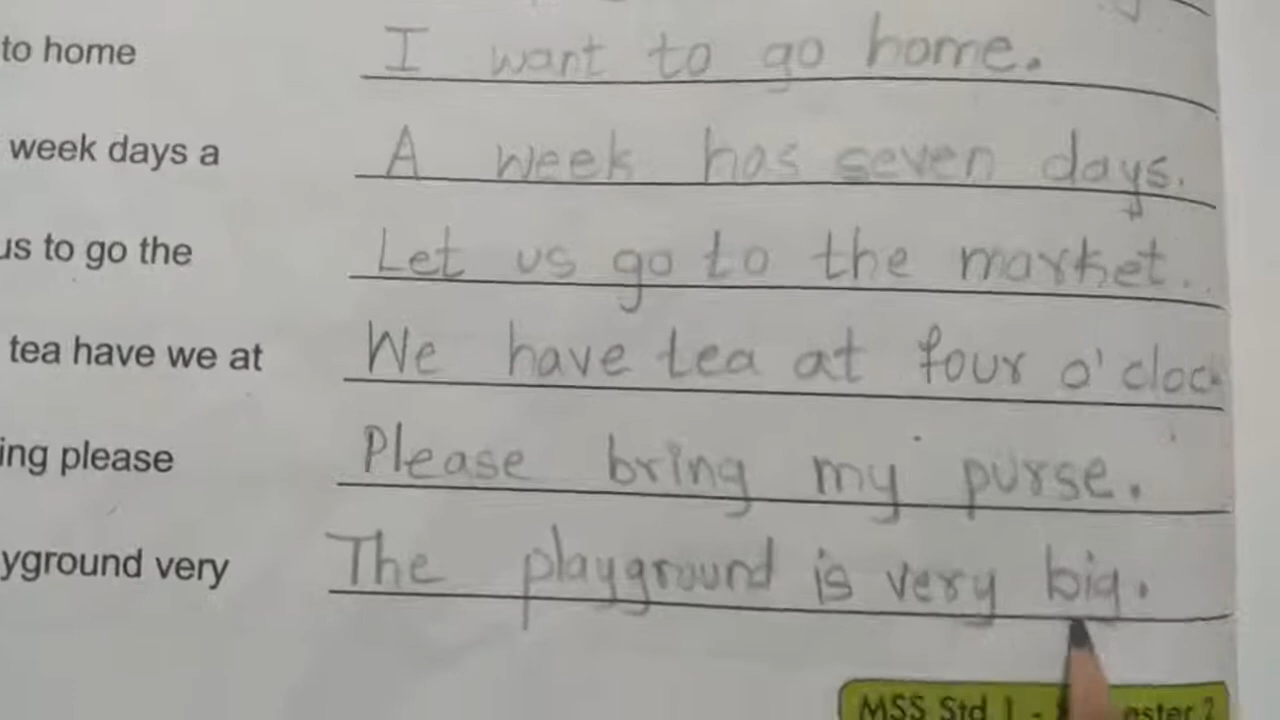 to home I want to go home.
week days a A week has seven days.
us to go the Let us go to the market.
tea have we at We have tea at four o'cloc
ing please Please bring my purse.
yground very The playground is very big.
MSS Std 1 -